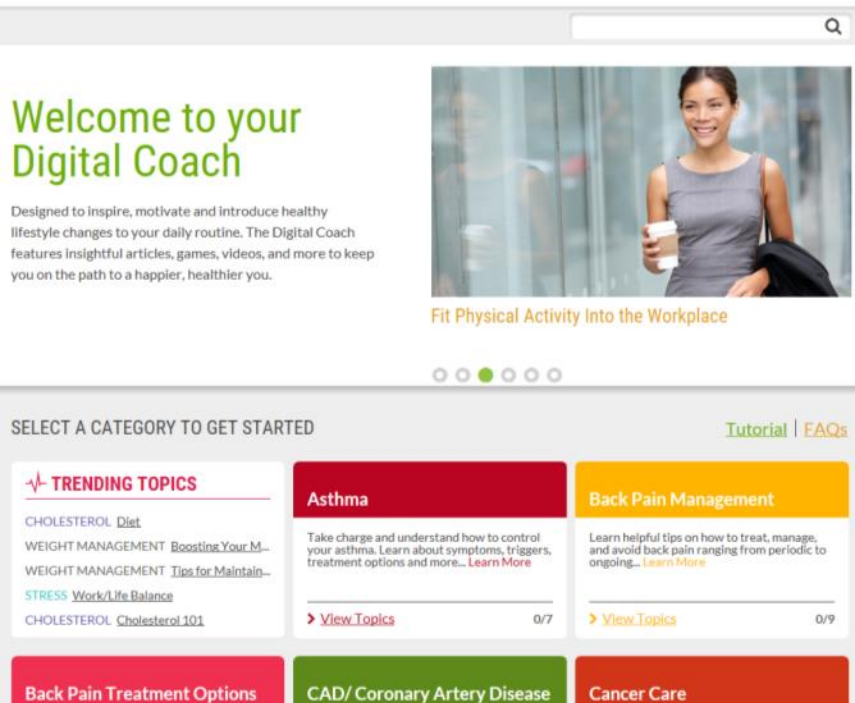 Welcome to your
Digital Coach
Designed to inspire, motivate and introduce healthy
lifestyle changes to your daily routine. The Digital Coach
features insightful articles, games, videos, and more to keep
you on the path to a happier, healthier you.
Fit Physical Activity Into the Workplace
SELECT A CATEGORY TO GET STARTED
Tutorial | FAQs
TRENDING TOPICS
CHOLESTEROL Diet
WEIGHT MANAGEMENT Boosting Your M...
WEIGHT MANAGEMENT Tips for Maintain...
STRESS Work/Life Balance
CHOLESTEROL Cholesterol 101
Asthma
Take charge and understand how to control
your asthma. Learn about symptoms, triggers,
treatment options and more... Learn More
View Topics 0/7
Back Pain Management
Learn helpful tips on how to treat, manage,
and avoid back pain ranging from periodic to
ongoing... Learn More
View Topics 0/9
Back Pain Treatment Options
CAD/ Coronary Artery Disease
Cancer Care